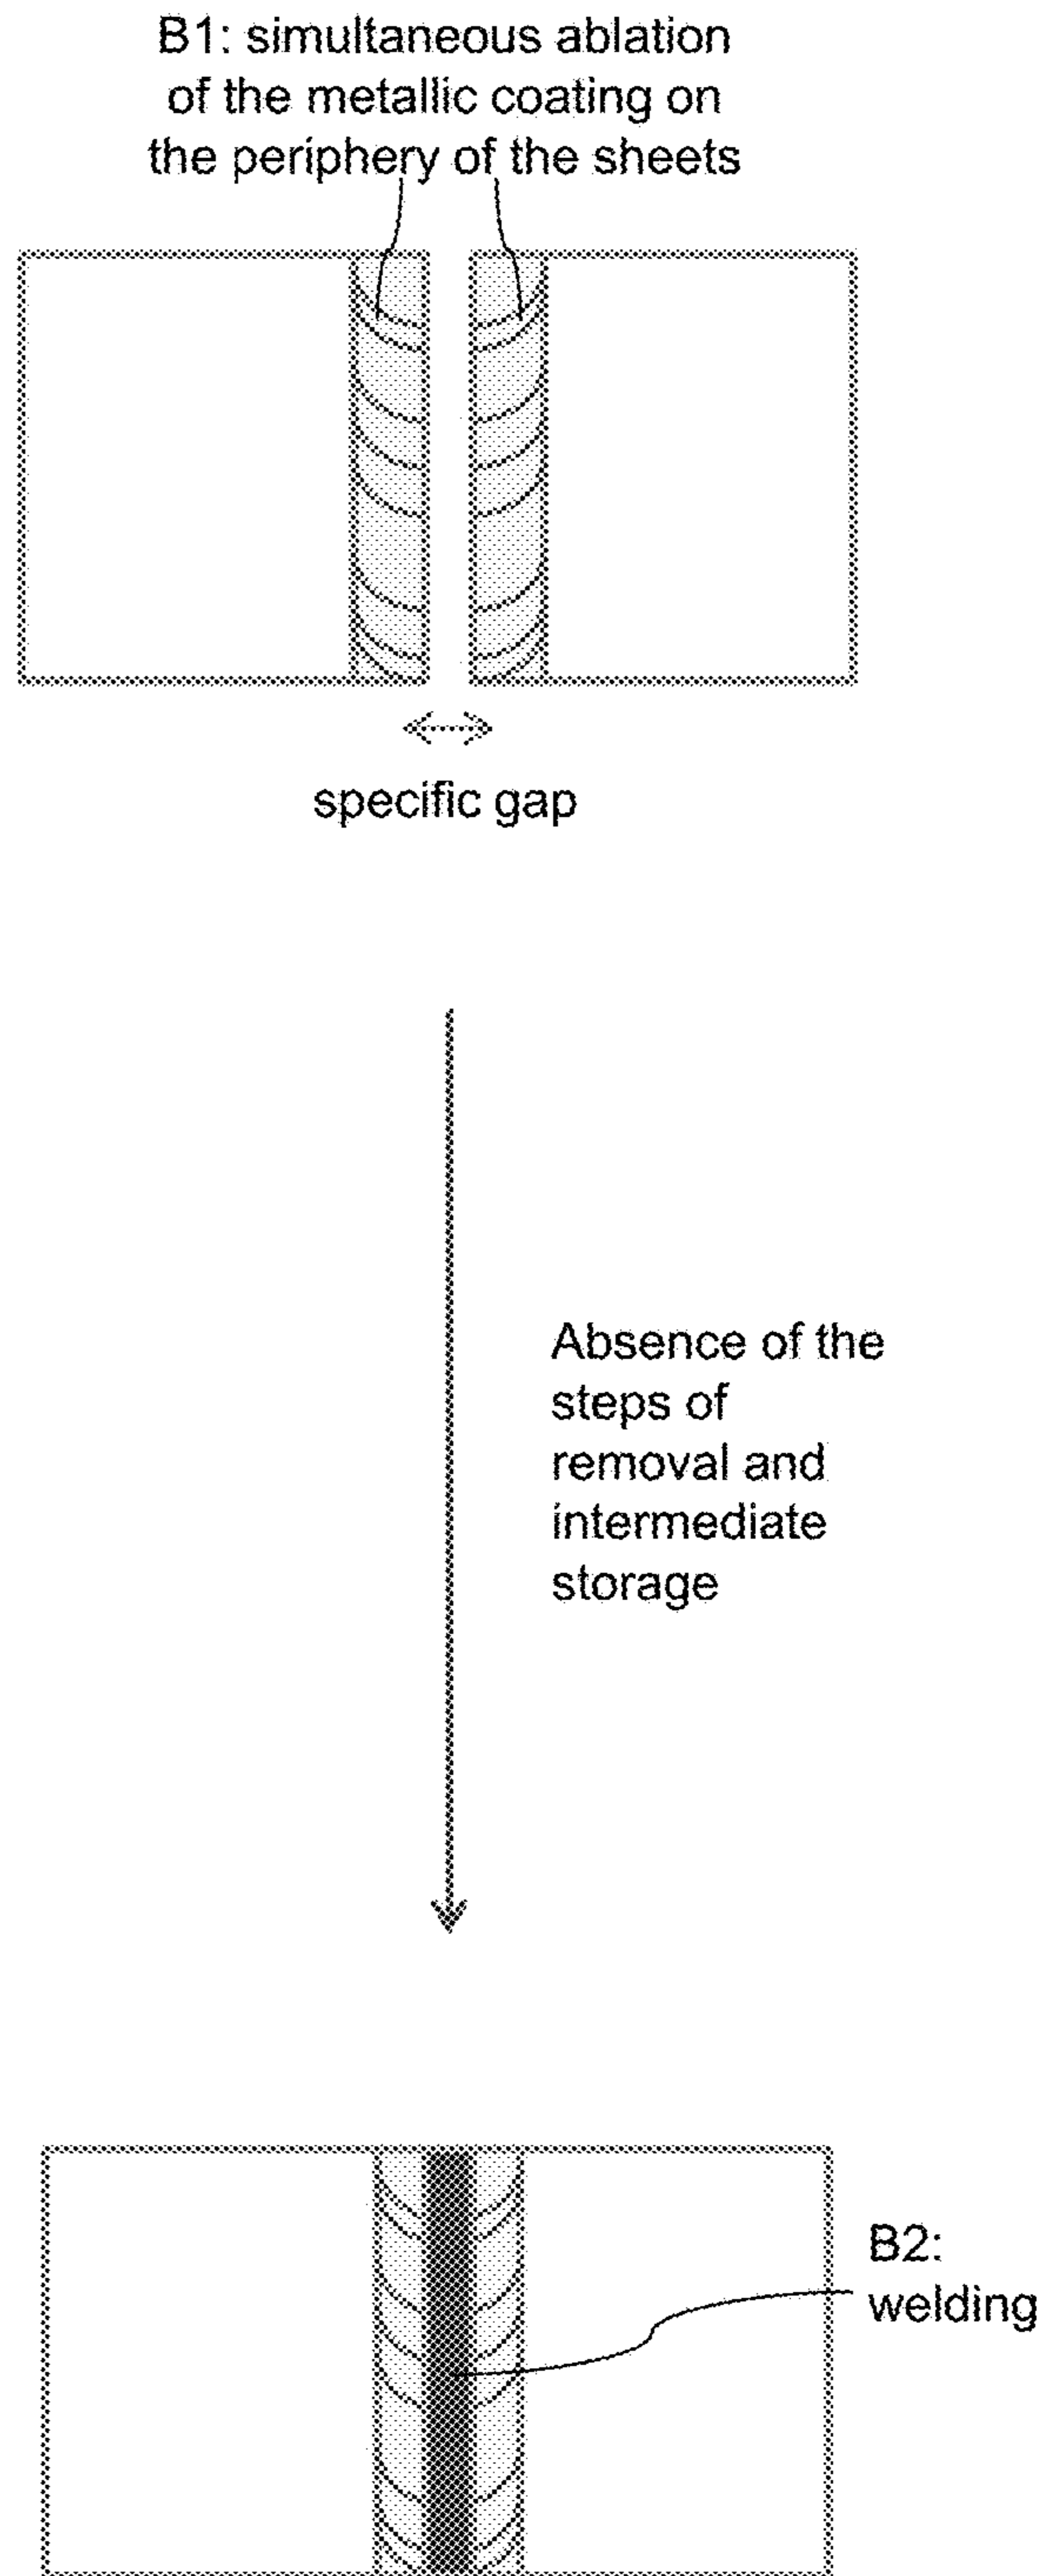 B1: simultaneous ablation
of the metallic coating on
the periphery of the sheets
specific gap
Absence of the
steps of
removal and
intermediate
storage
B2:
welding